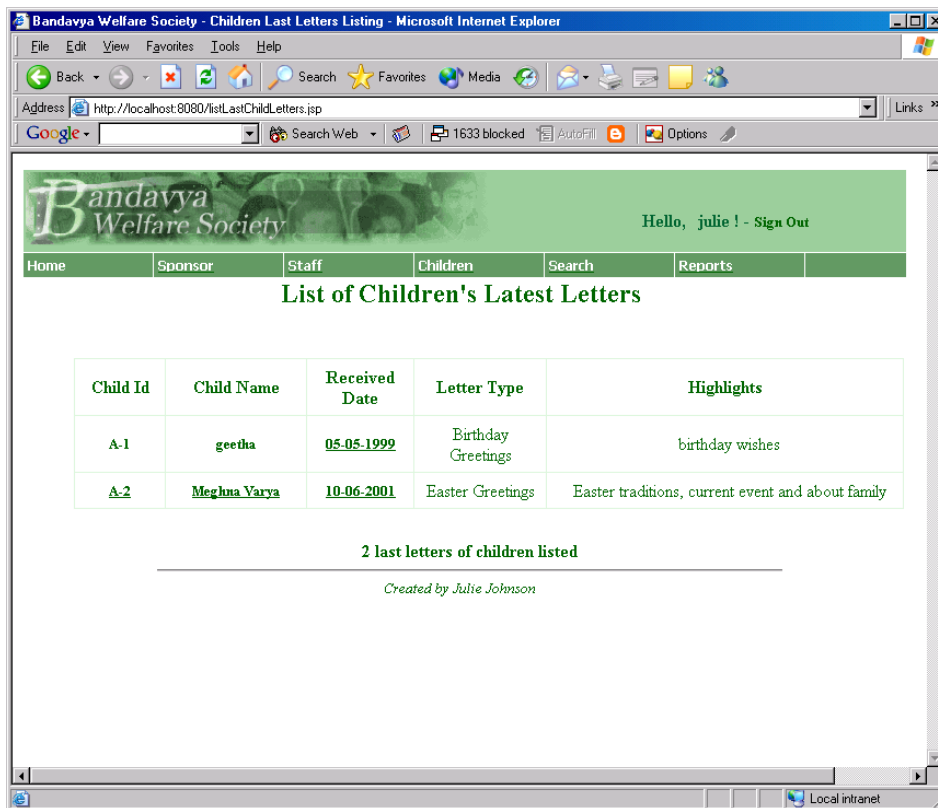 Bandavya Welfare Society - Children Last Letters Listing - Microsoft Internet Explorer
File Edit View Favorites Tools Help
Back Search Favorites Media
Address http://localhost:8080/listLastChildLetters.jsp Links »
Google Search Web 1633 blocked AutoFill Options
Bandavya
Welfare Society
Hello, julie ! - Sign Out
Home Sponsor Staff Children Search Reports
List of Children's Latest Letters
Child Id Child Name Received Date Letter Type Highlights
A-1 geetha 05-05-1999 Birthday Greetings birthday wishes
A-2 Meghna Varya 10-06-2001 Easter Greetings Easter traditions, current event and about family
2 last letters of children listed
Created by Julie Johnson
Local intranet